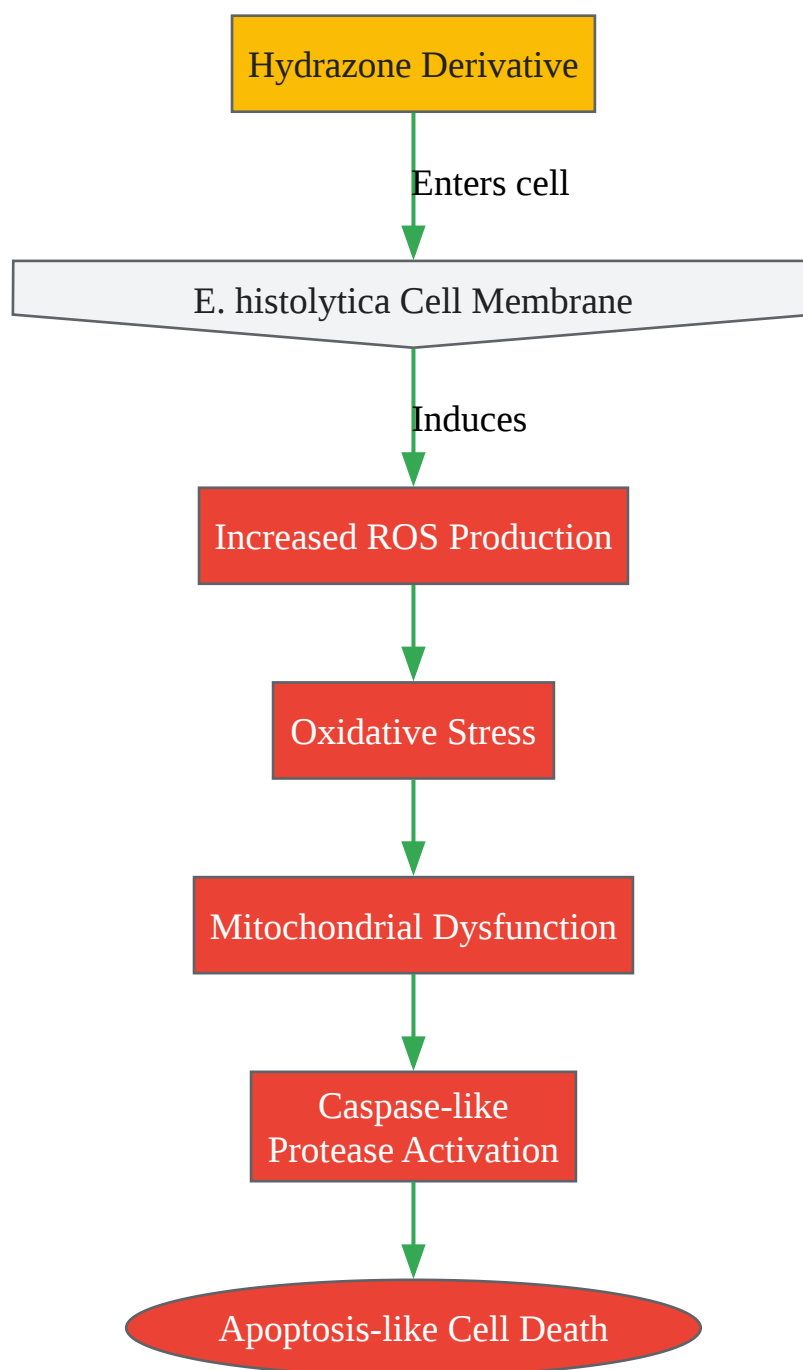 Hydrazone Derivative
Enters cell
E. histolytica Cell Membrane
Induces
Increased ROS Production
Oxidative Stress
Mitochondrial Dysfunction
Caspase-like
Protease Activation
Apoptosis-like Cell Death